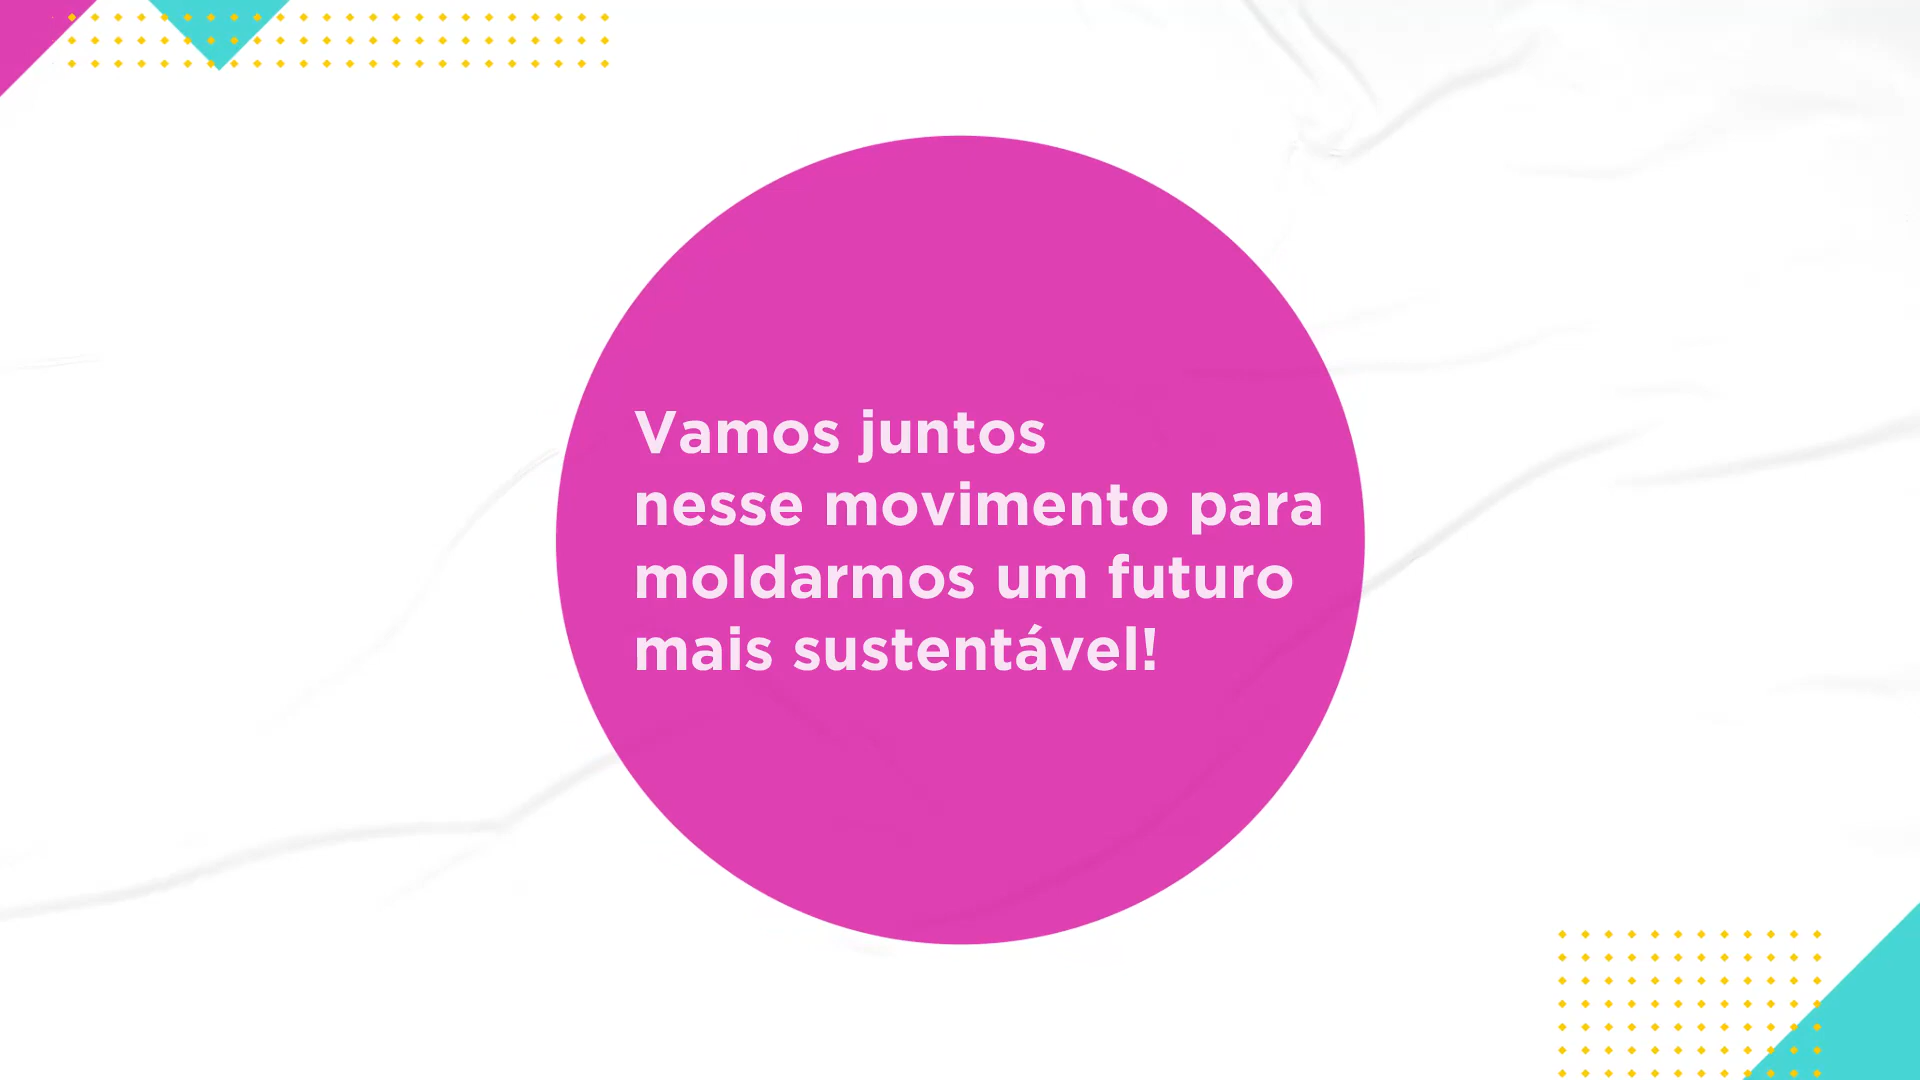 Vamos juntos
nesse movimento para
moldarmos um futuro
mais sustentável!